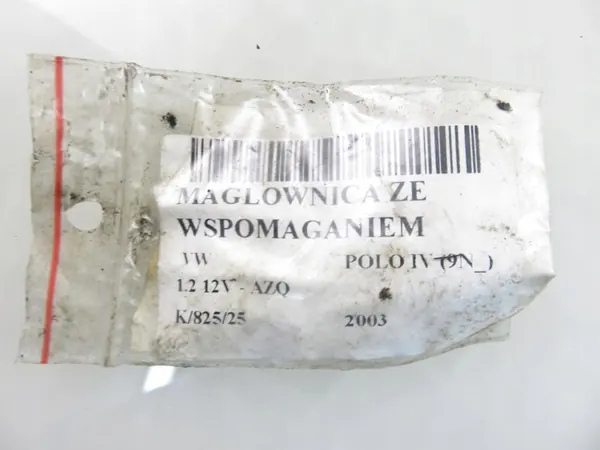 MAGLOWNICA ZE
WSPOMAGANIEM
VW POLO IV (9N_)
1.2 12V - AZQ
K/825/25 2003